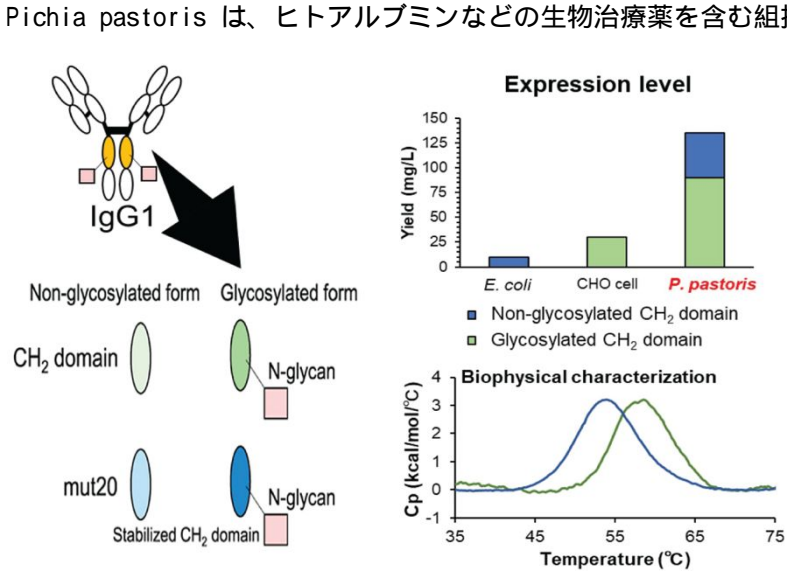 Pichia pastoris は、ヒトアルブミンなどの生物治療薬を含む組
IgG1
Non-glycosylated form Glycosylated form
CH2 domain
N-glycan
mut20
N-glycan
Stabilized CH2 domain
Expression level
Yield (mg/L)
150
125
100
75
50
25
0
E. coli CHO cell P. pastoris
Non-glycosylated CH2 domain
Glycosylated CH2 domain
Biophysical characterization
Cp (kcal/mol/°C)
4
3
2
1
0
-1
35 45 55 65 75
Temperature (°C)